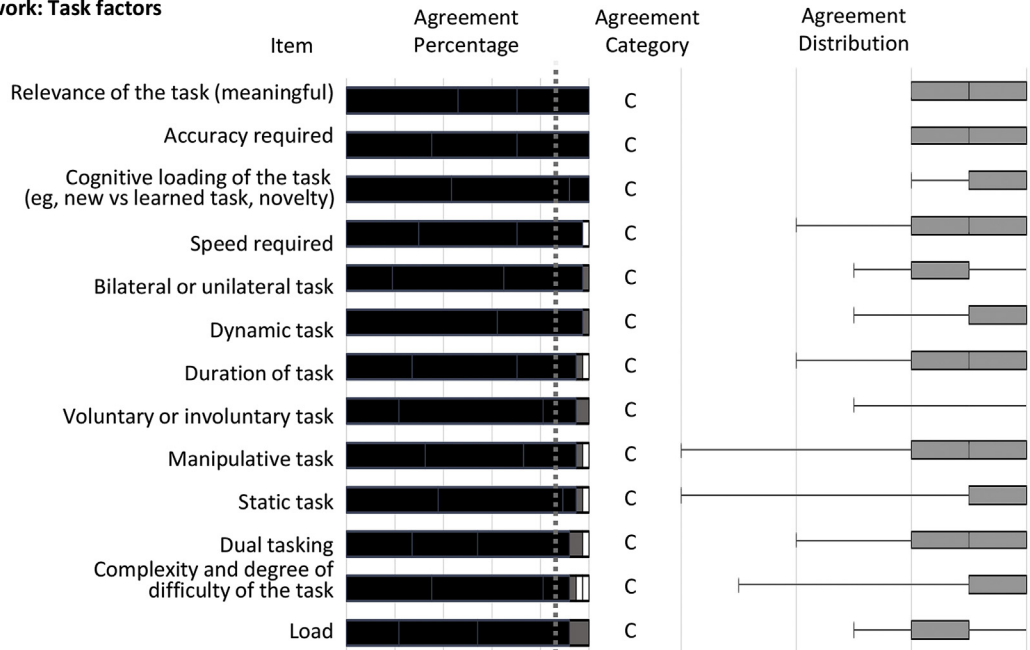 work: Task factors
Item
Agreement
Percentage
Agreement
Category
Agreement
Distribution
Relevance of the task (meaningful)
C
Accuracy required
C
Cognitive loading of the task
(eg, new vs learned task, novelty)
C
Speed required
C
Bilateral or unilateral task
C
Dynamic task
C
Duration of task
C
Voluntary or involuntary task
C
Manipulative task
C
Static task
C
Dual tasking
C
Complexity and degree of
difficulty of the task
C
Load
C